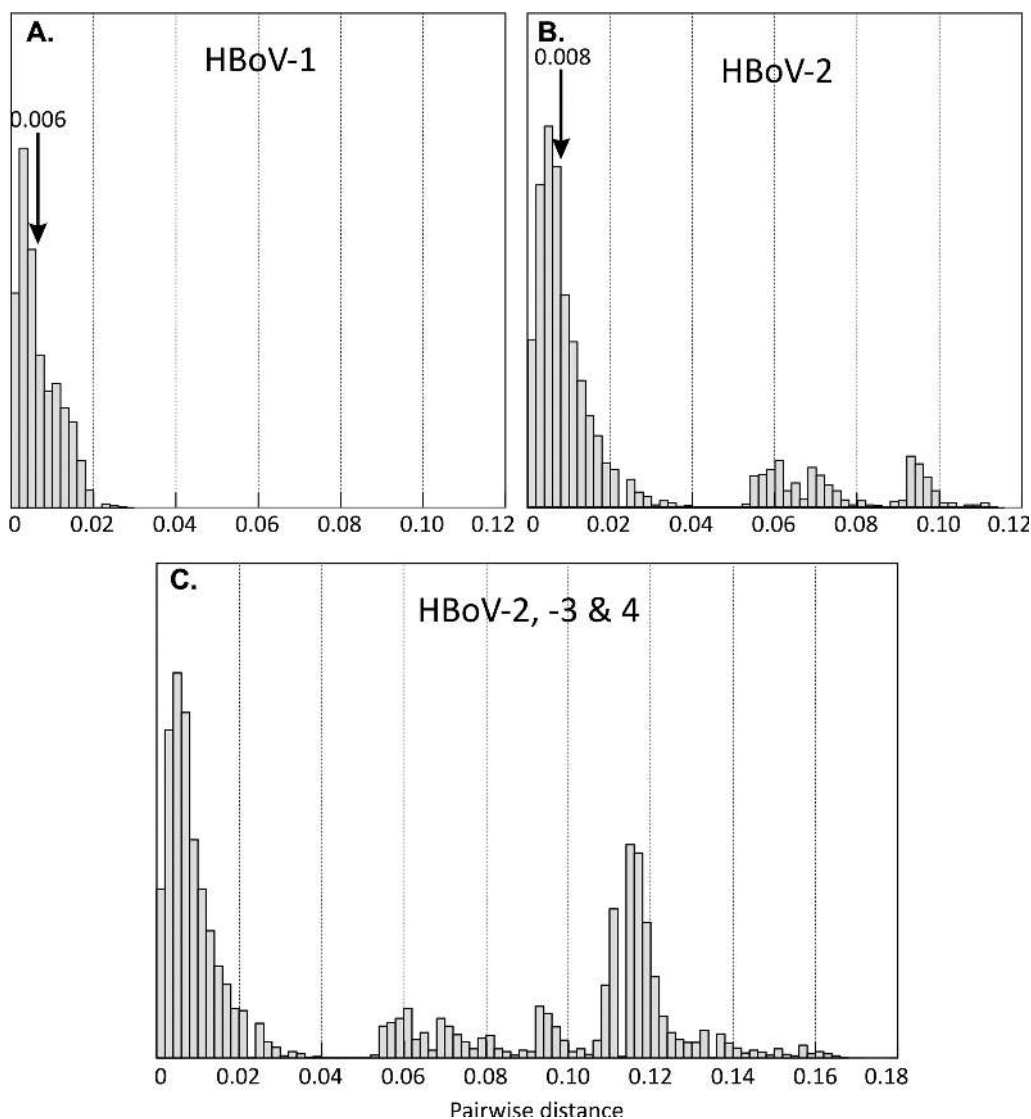 A.
HBoV-1
0.006
0 0.02 0.04 0.06 0.08 0.10 0.12
B.
0.008
HBoV-2
0 0.02 0.04 0.06 0.08 0.10 0.12
C.
HBoV-2, -3 & 4
0 0.02 0.04 0.06 0.08 0.10 0.12 0.14 0.16 0.18
Pairwise distance